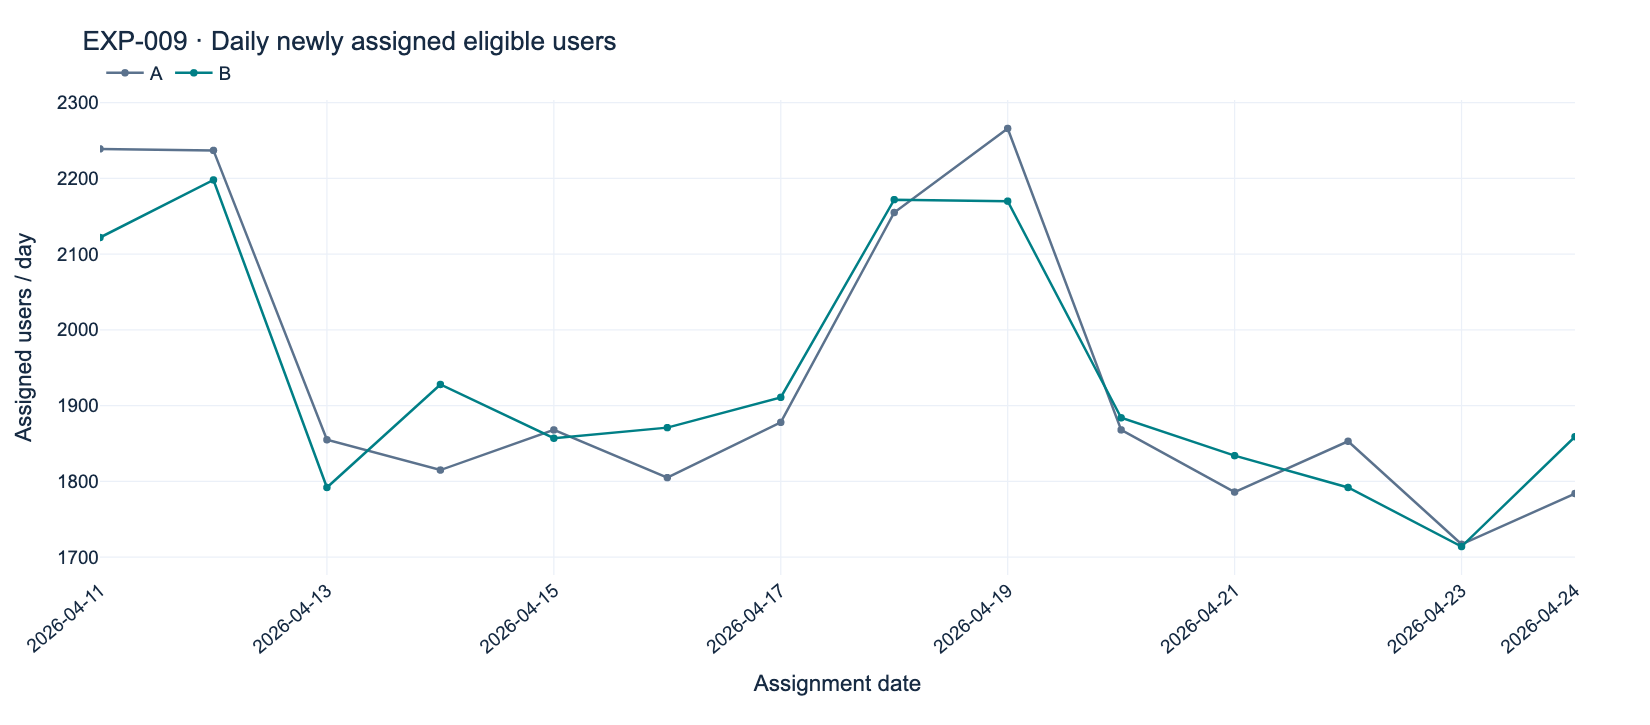 EXP-009 · Daily newly assigned eligible users
A B
2300
2200
2100
2000
1900
1800
1700
Assigned users / day
2026-04-11 2026-04-13 2026-04-15 2026-04-17 2026-04-19 2026-04-21 2026-04-23 2026-04-24
Assignment date